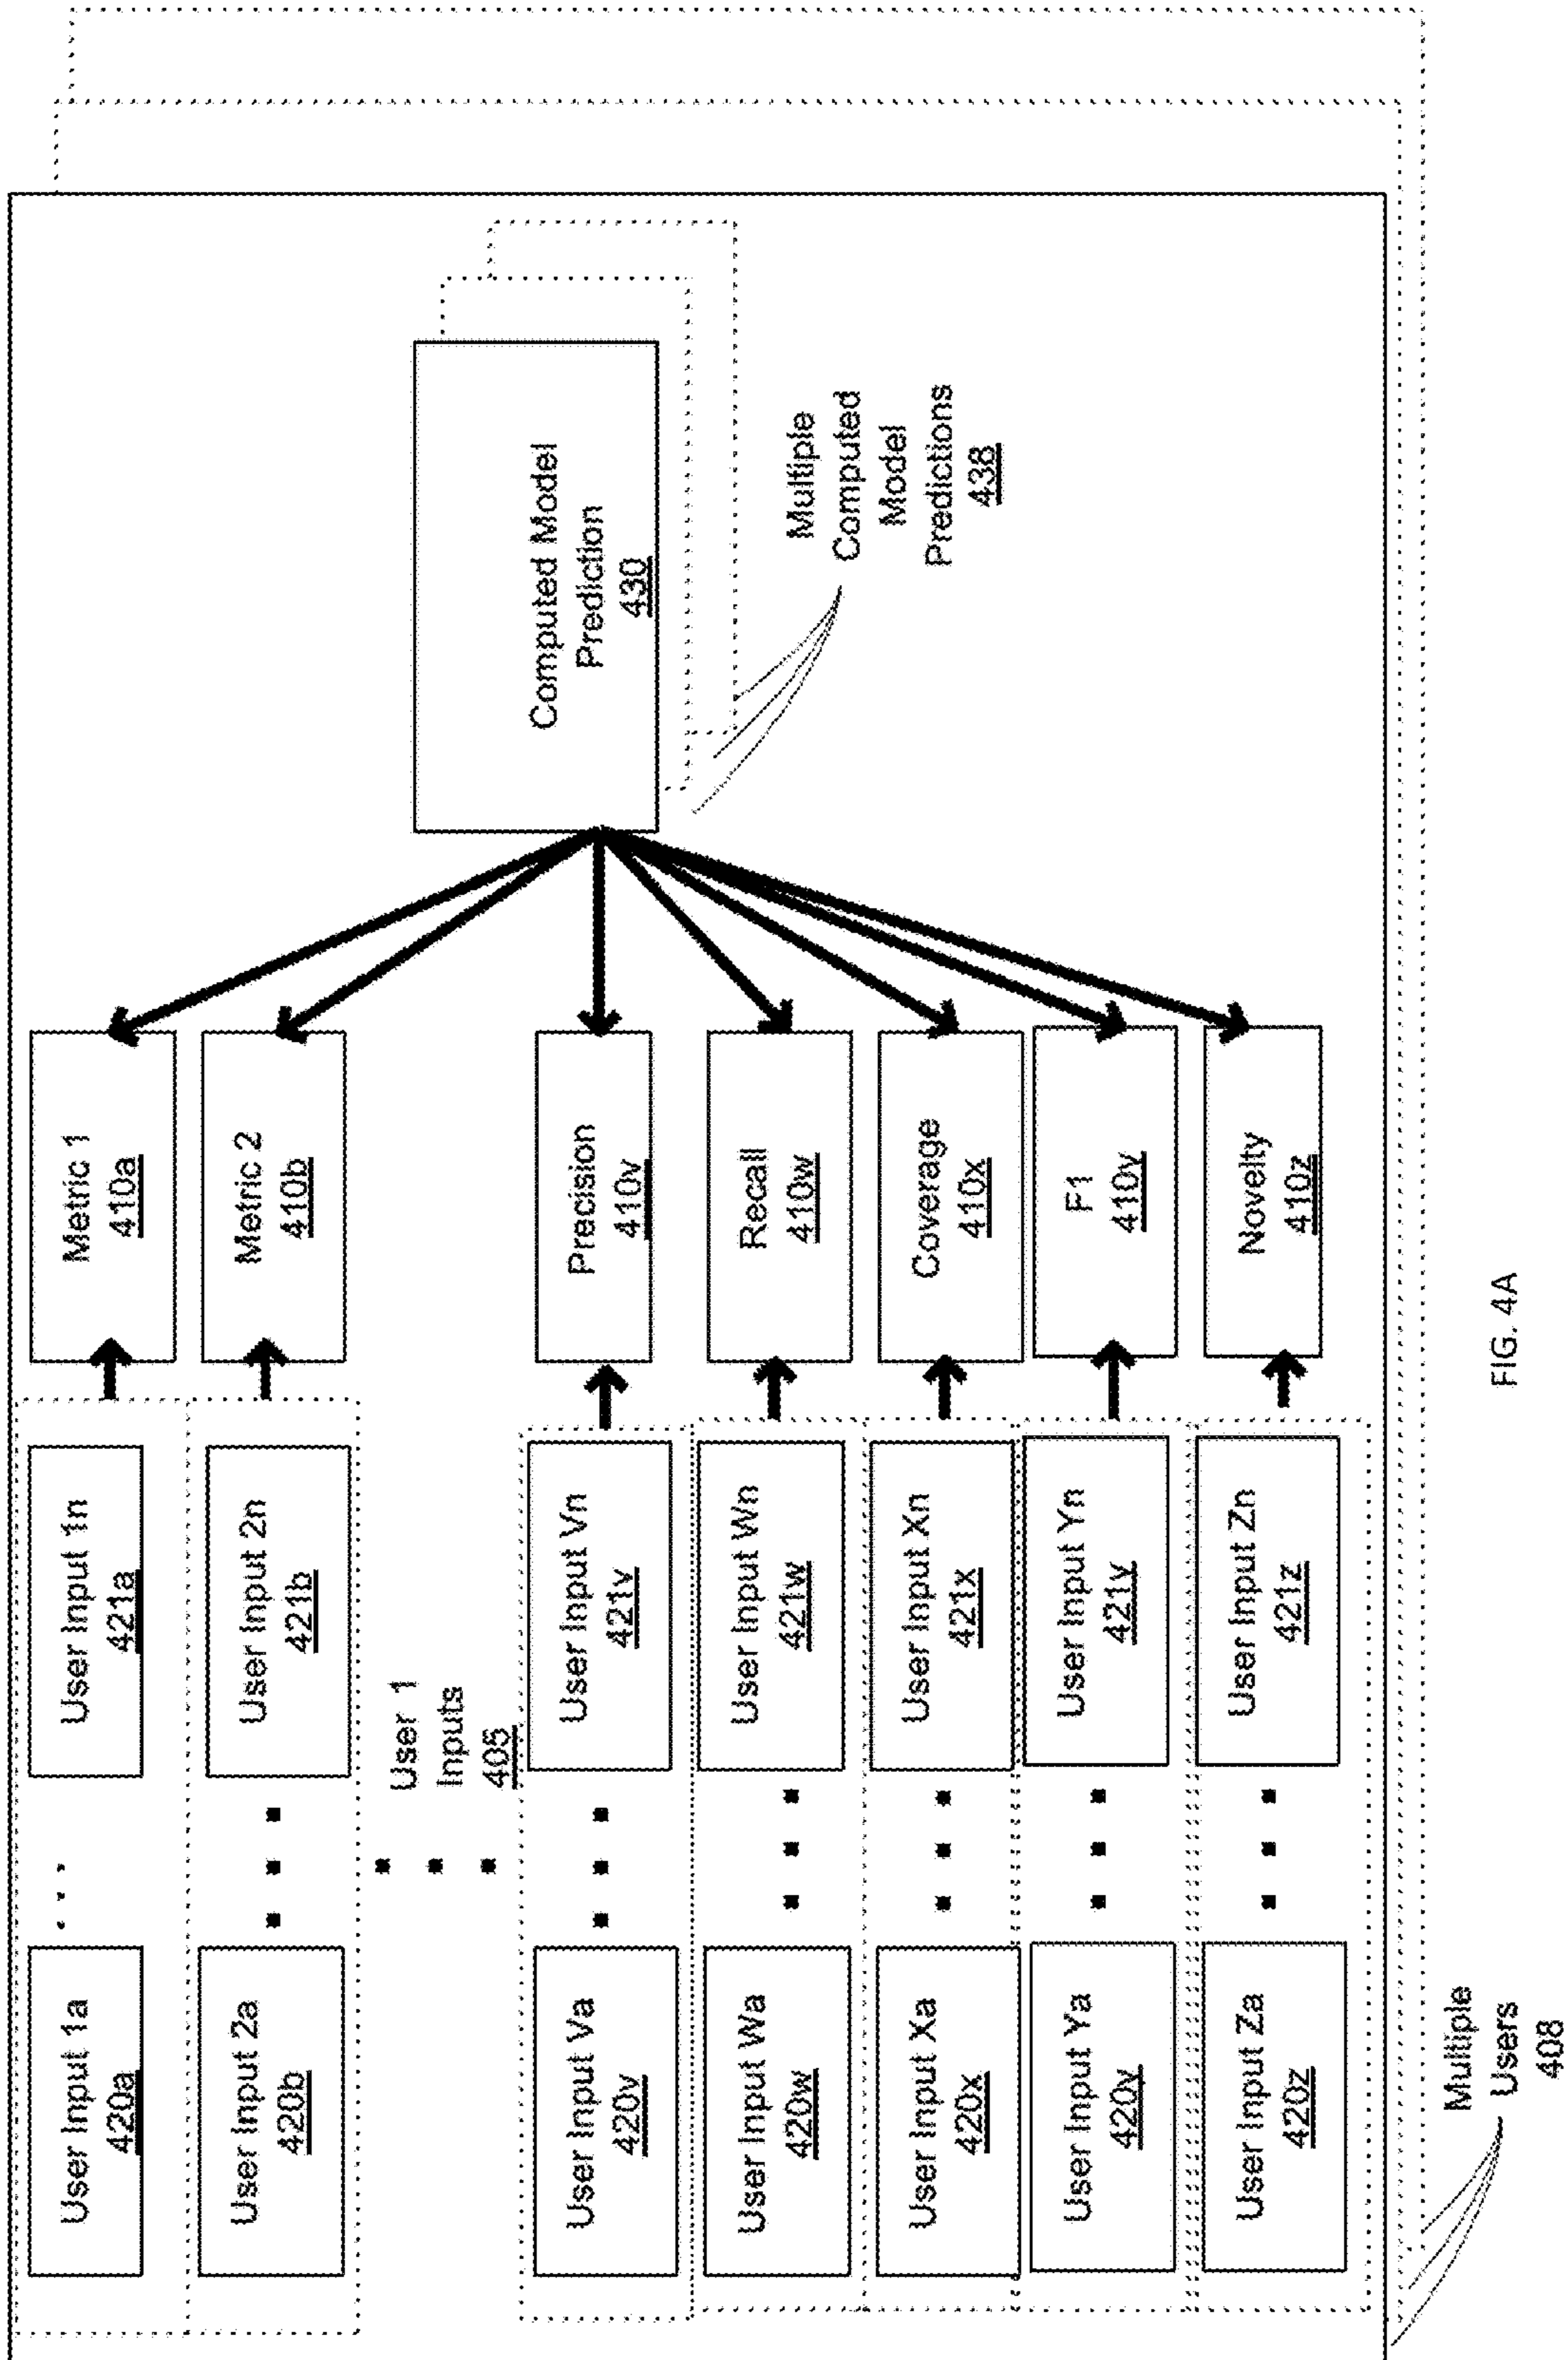 User Input 1a
420a
. . .
User Input 1n
421a
Metric 1
410a
User Input 2a
420b
User Input 2n
421b
Metric 2
410b
User 1
Inputs
405
Computed Model
Prediction
430
User Input Va
420v
User Input Vn
421v
Precision
410v
User Input Wa
420w
User Input Wn
421w
Recall
410w
Multiple
Computed
Model
Predictions
438
User Input Xa
420x
User Input Xn
421x
Coverage
410x
User Input Ya
420y
User Input Yn
421y
F1
410y
User Input Za
420z
User Input Zn
421z
Novelty
410z
Multiple
Users
408
FIG. 4A